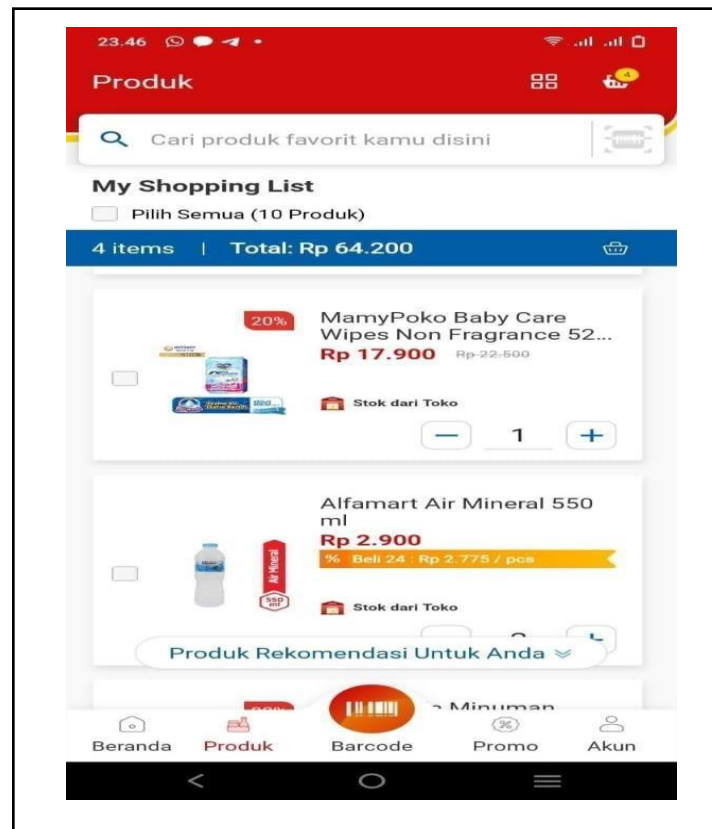 23.46
Produk
4
Cari produk favorit kamu disini
My Shopping List
Pilih Semua (10 Produk)
4 items | Total: Rp 64.200
20%
MamyPoko Baby Care
Wipes Non Fragrance 52...
Rp 17.900 Rp 22.500
Stok dari Toko
1
Alfamart Air Mineral 550
ml
Rp 2.900
% Beli 24 : Rp 2.775 / pcs
Air Mineral
550
ml
Stok dari Toko
Produk Rekomendasi Untuk Anda
Minuman
Beranda Produk Barcode Promo Akun